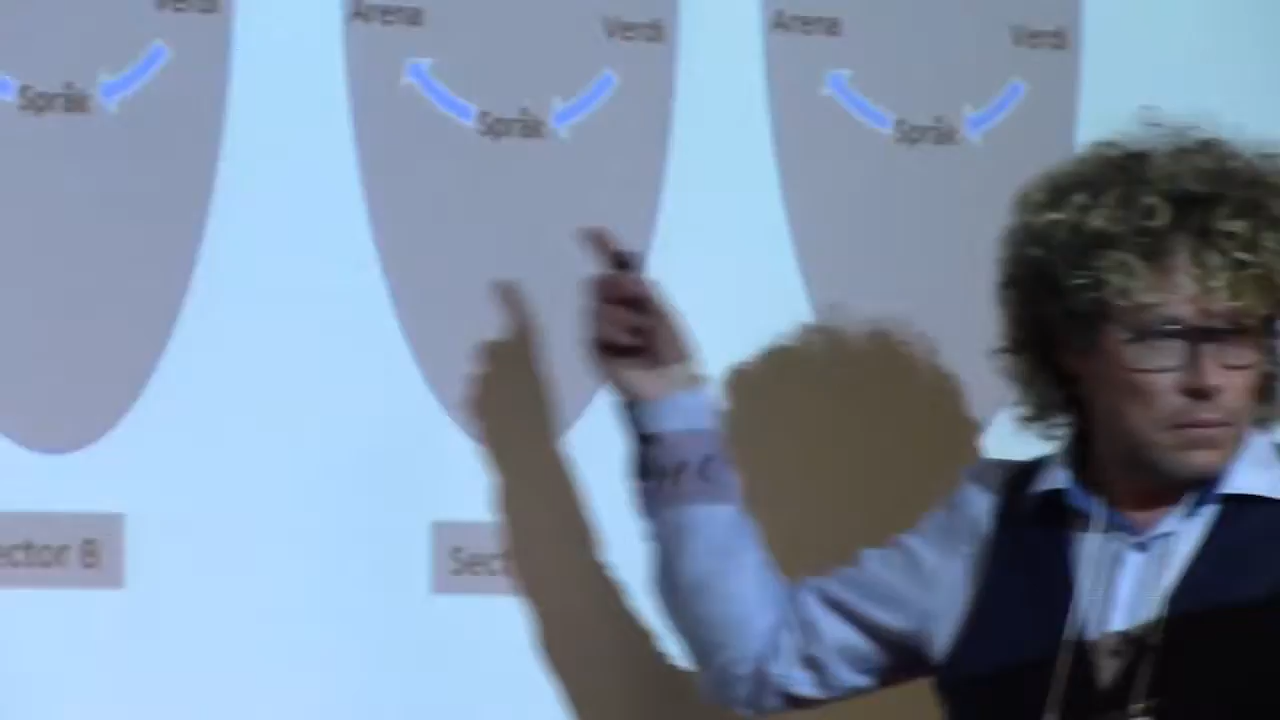 Verdi
Språk
Arena
Verdi
Språk
Arena
Verdi
Språk
ector B
Sect